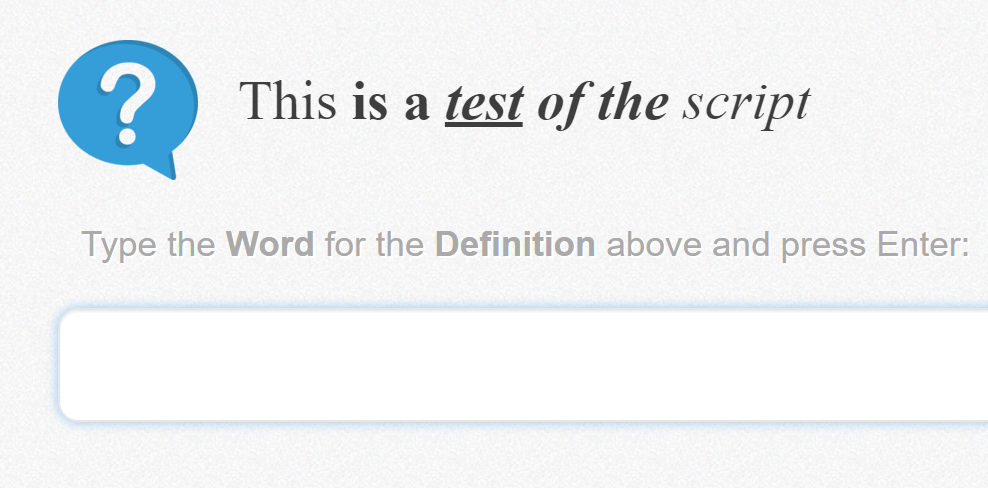 This is a test of the script
Type the Word for the Definition above and press Enter: